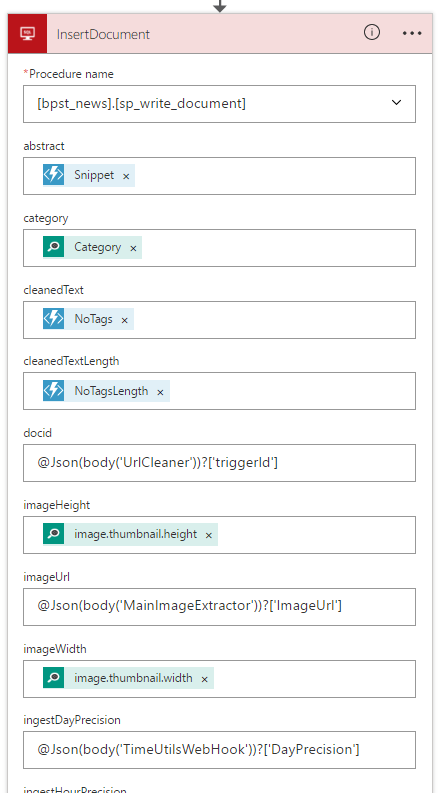 InsertDocument
*Procedure name
[bpst_news].[sp_write_document]
abstract
Snippet ×
category
Category ×
cleanedText
NoTags ×
cleanedTextLength
NoTagsLength ×
docid
@Json(body('UrlCleaner'))?['triggerId']
imageHeight
image.thumbnail.height ×
imageUrl
@Json(body('MainImageExtractor'))?['ImageUrl']
imageWidth
image.thumbnail.width ×
ingestDayPrecision
@Json(body('TimeUtilsWebHook'))?['DayPrecision']
ingestHourPrecision